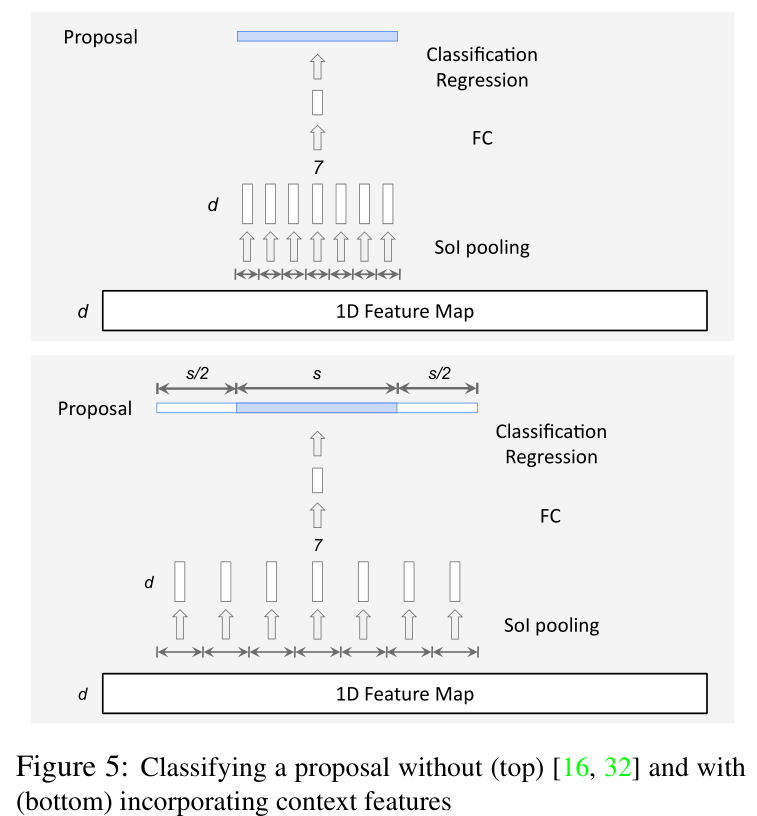 Proposal
Classification
Regression
FC
7
d
SoI pooling
d
1D Feature Map
s/2
s
s/2
Proposal
Classification
Regression
FC
7
d
SoI pooling
d
1D Feature Map
Figure 5: Classifying a proposal without (top) [16, 32] and with
(bottom) incorporating context features